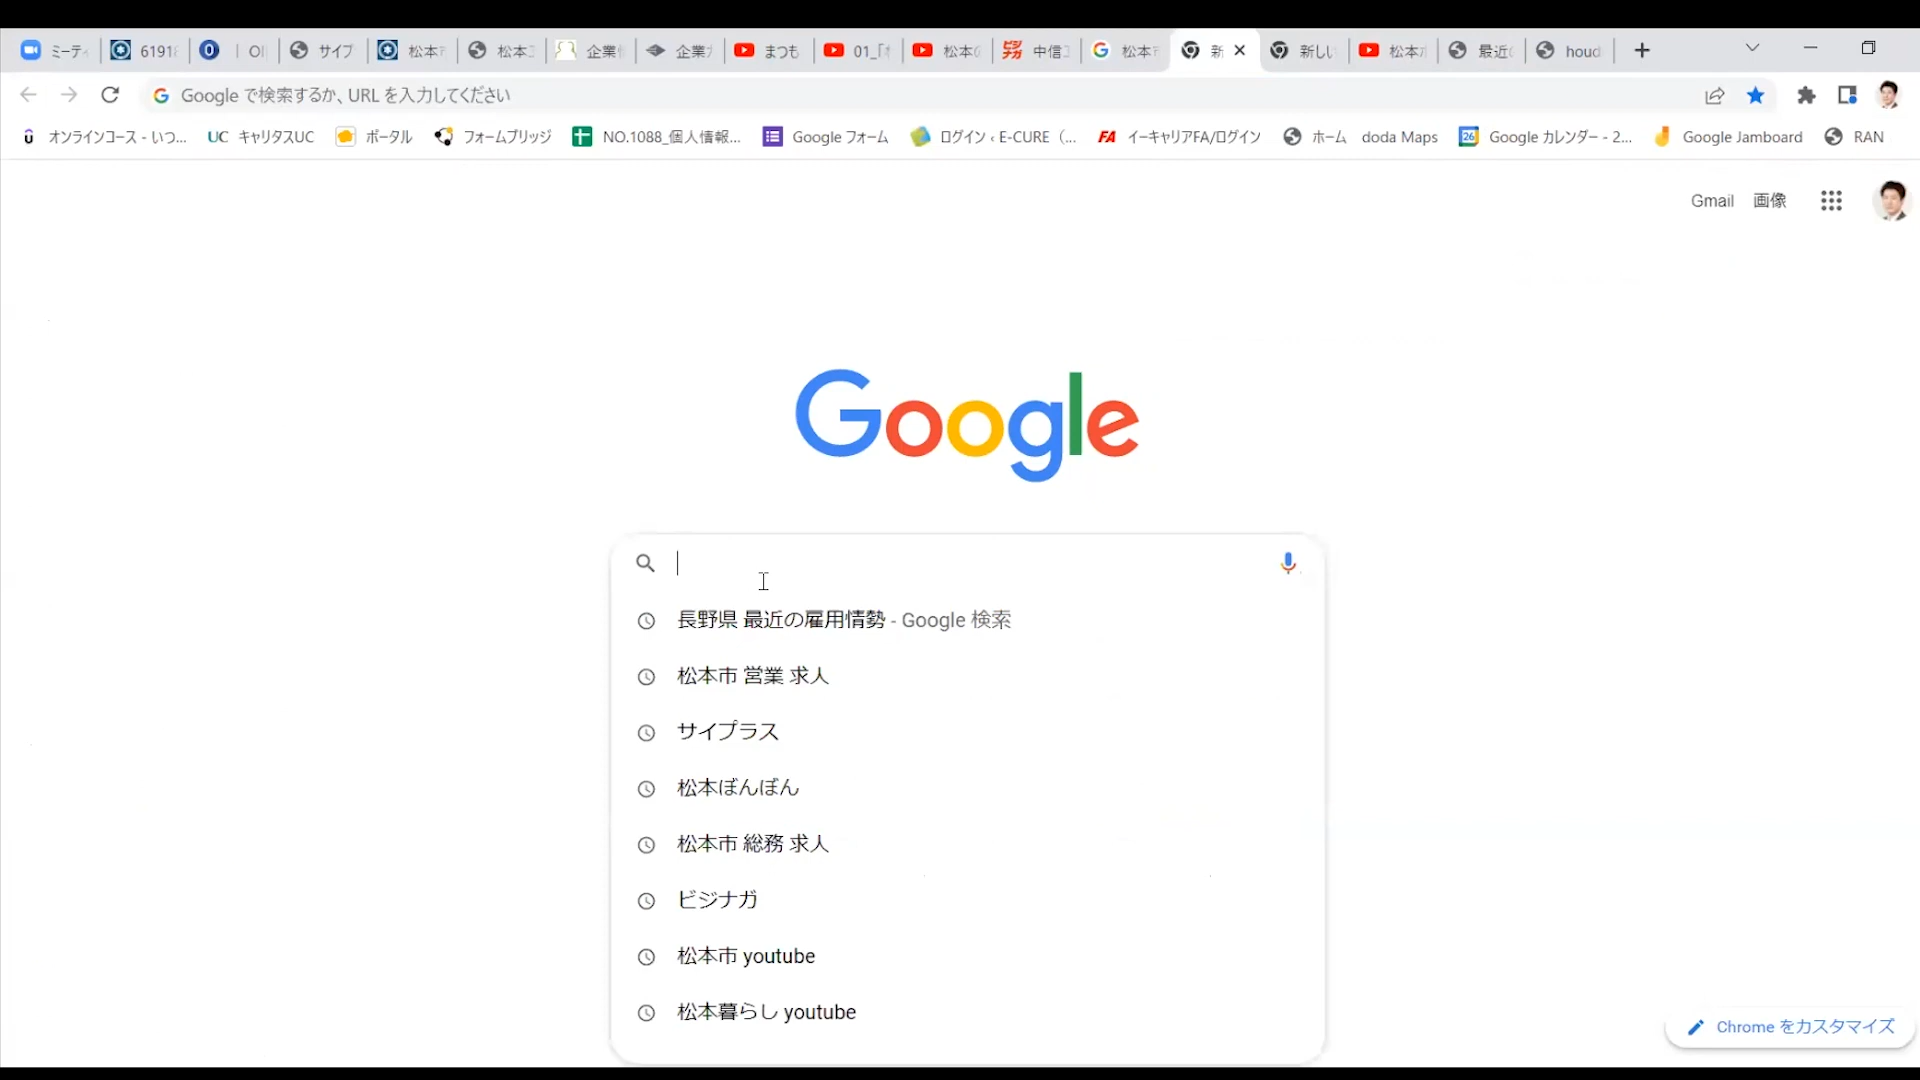 ミーティ 6191 | OI サイプ 松本市 松本 企業 企業 まつも 01_「 松本 中信 松本市 新 新しい 松本 最近の houd
Google で検索するか、URL を入力してください
オンラインコース - いつ... UC キャリタスUC ポータル フォームブリッジ NO.1088_個人情報... Google フォーム ログイン ‹ E-CURE（... FA イーキャリアFA/ログイン ホーム doda Maps 26 Google カレンダー - 2... Google Jamboard RAN
Gmail 画像
Google
長野県 最近の雇用情勢 - Google 検索
松本市 営業 求人
サイプラス
松本ぼんぼん
松本市 総務 求人
ビジナガ
松本市 youtube
松本暮らし youtube
Chrome をカスタマイズ